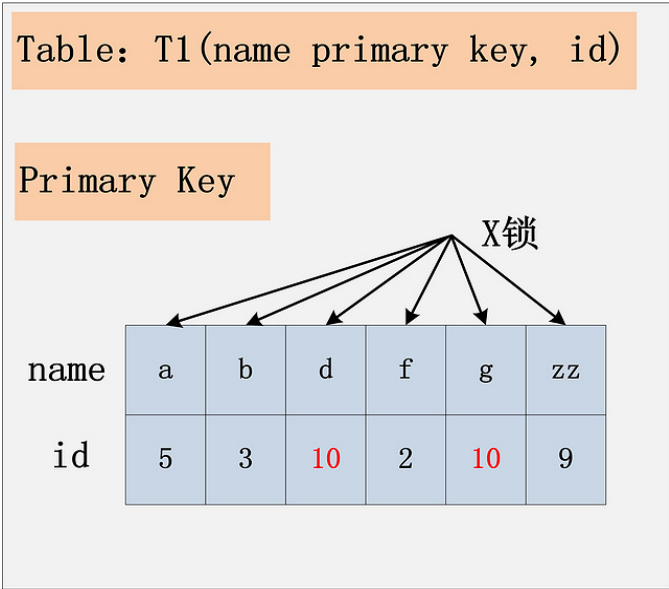 Table: T1(name primary key, id)
Primary Key
X锁
name a b d f g zz
id 5 3 10 2 10 9